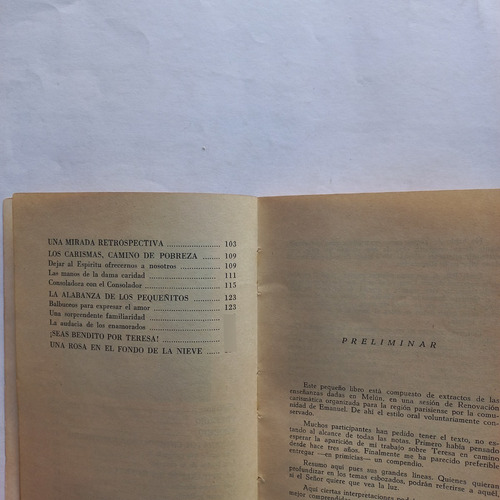 UNA MIRADA RETROSPECTIVA ................ 103
LOS CARISMAS, CAMINO DE POBREZA ...... 109
Dejar al Espíritu ofrecernos a nosotros ............ 109
Las manos de la dama caridad ................ 111
Consoladora con el Consolador ................ 115
LA ALABANZA DE LOS PEQUEÑITOS ......... 123
Balbuceos para expresar el amor ................ 123
Una sorprendente familiaridad ................
La audacia de los enamorados ................
¡SEAS BENDITO POR TERESA! ................
UNA ROSA EN EL FONDO DE LA NIEVE ...
PRELIMINAR
Este pequeño libro está compuesto de extractos de las
enseñanzas dadas en Melón, en una sesión de Renovación
carismática organizada para la región parisiense por la comu-
nidad de Emanuel. De ahí el estilo oral voluntariamente con-
servado.
Muchos participantes han pedido tener el texto, no es-
tando al alcance de todas las notas. Primero había pensado
esperar la aparición de mi trabajo sobre Teresa en camino
desde hace tres años. Finalmente me ha parecido preferible
entregar —en primicias— un compendio.
Resumo aquí pues sus grandes líneas. Quienes quieran
profundizar en los temas esbozados, podrán referirse a aquél
si el Señor quiere que vea la luz.
Aquí ciertas interpretaciones
mejor